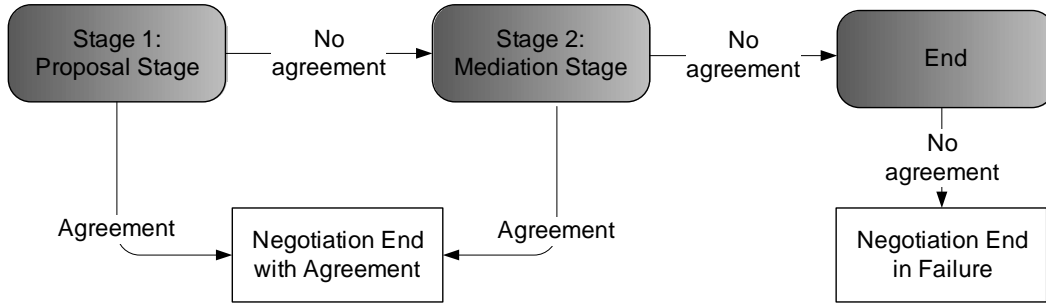 Stage 1:
Proposal Stage
No
agreement
Stage 2:
Mediation Stage
No
agreement
End
No
agreement
Agreement
Negotiation End
with Agreement
Agreement
Negotiation End
in Failure